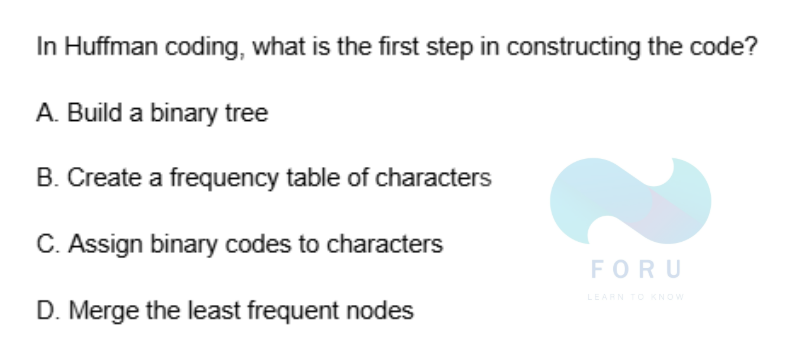 In Huffman coding, what is the first step in constructing the code?
A. Build a binary tree
B. Create a frequency table of characters
C. Assign binary codes to characters
FORU
LEARN TO KNOW
D. Merge the least frequent nodes